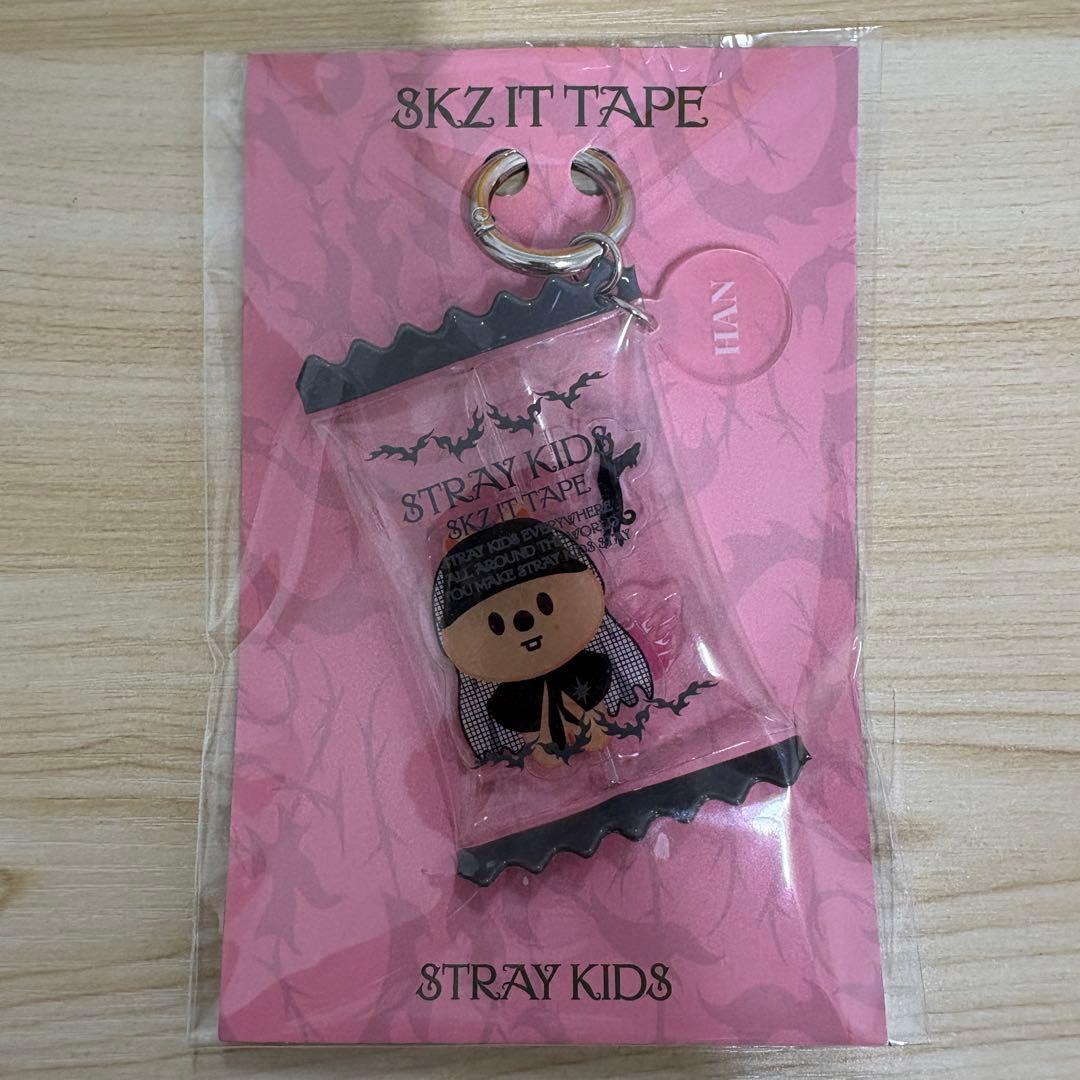 SKZ IT TAPE
HAN
STRAY KIDS
SKZ IT TAPE
STRAY KIDS EVERYWHERE
ALL AROUND THE WORLD
YOU MAKE STRAY KIDS STAY
STRAY KIDS